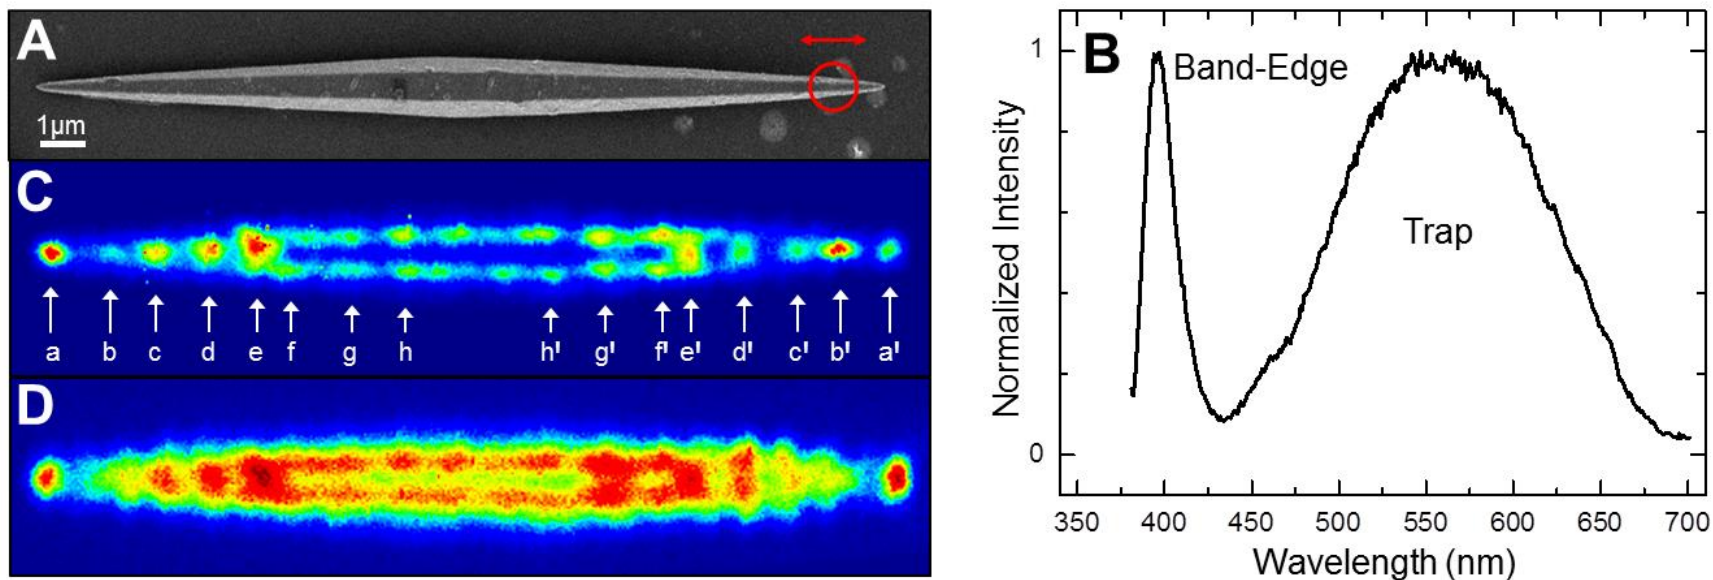 A
1μm
C
a b c d e f g h h' g' f' e' d' c' b' a'
D
B
Band-Edge
Trap
Normalized Intensity
1
0
350 400 450 500 550 600 650 700
Wavelength (nm)